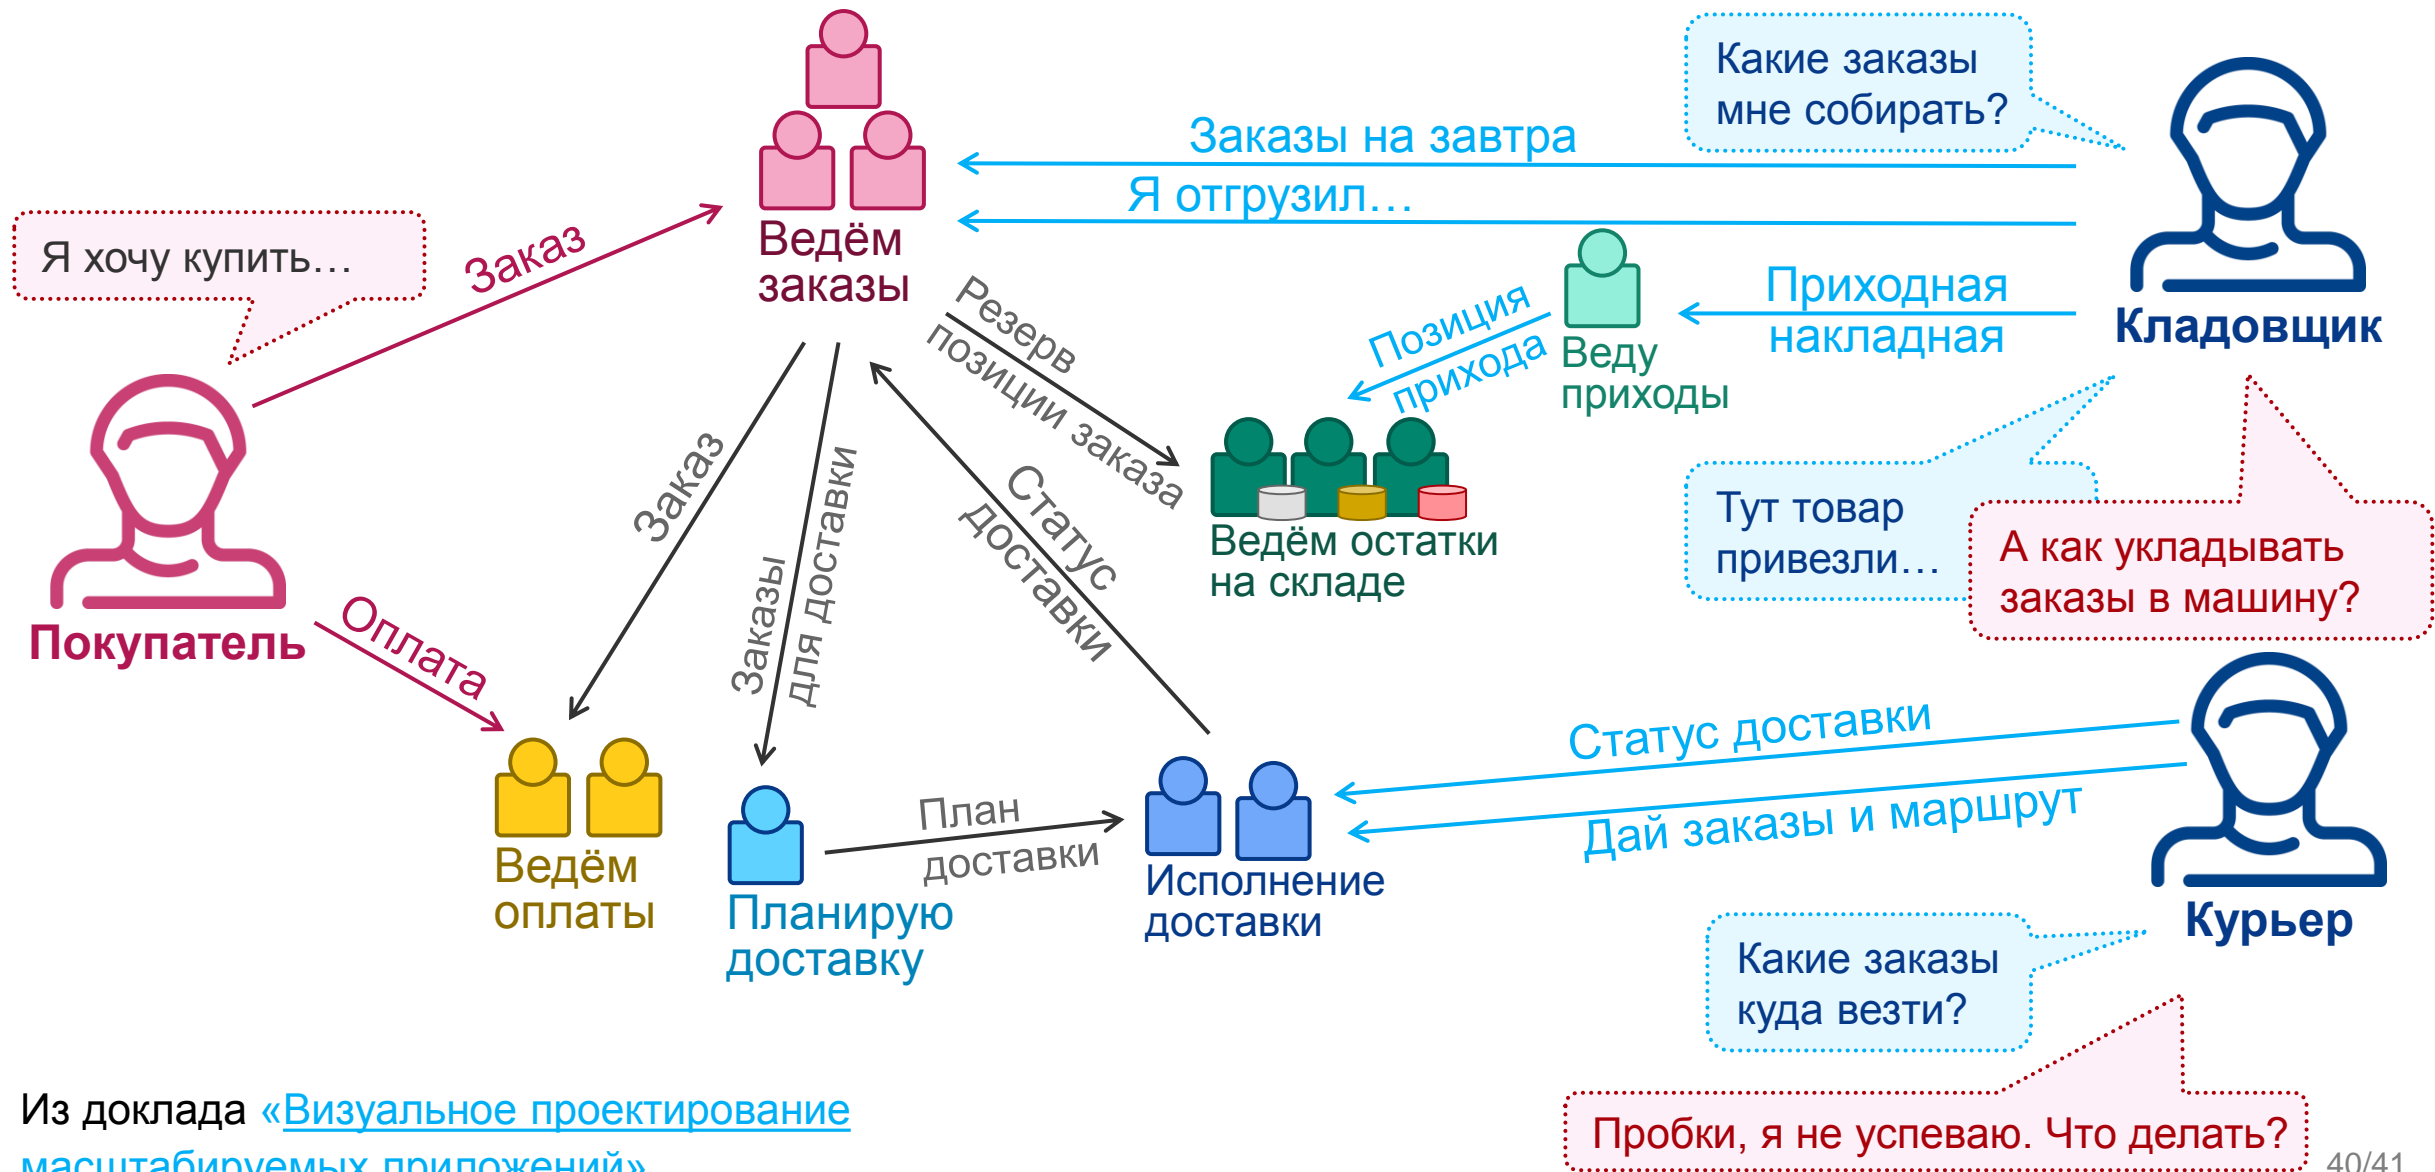 Какие заказы
мне собирать?
Заказы на завтра
Я отгрузил…
Я хочу купить…
Заказ
Ведём
заказы
Приходная
накладная
Кладовщик
Позиция
прихода
Веду
приходы
Резерв
позиции заказа
Заказ
Заказы
для доставки
Статус
доставки
Ведём остатки
на складе
Тут товар
привезли…
А как укладывать
заказы в машину?
Покупатель
Оплата
Статус доставки
Дай заказы и маршрут
План
доставки
Ведём
оплаты
Планирую
доставку
Исполнение
доставки
Курьер
Какие заказы
куда везти?
Пробки, я не успеваю. Что делать?
Из доклада «Визуальное проектирование
масштабируемых приложений»
40/41